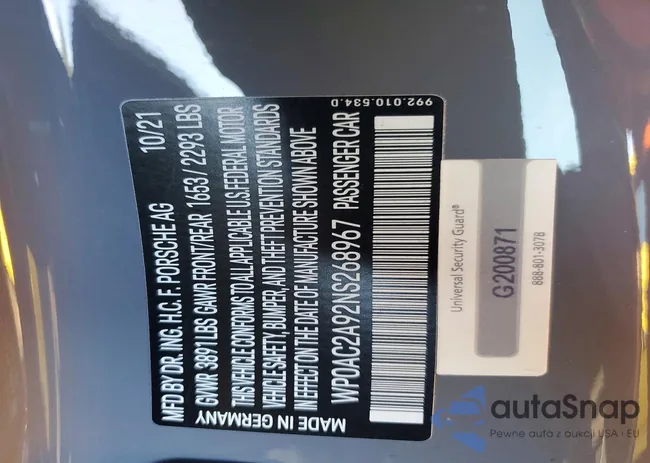 MFD BY DR. ING. H.C. F. PORSCHE AG 10/21
GVWR 3891 LBS GAWR FRONT/REAR 1653 / 2293 LBS
THIS VEHICLE CONFORMS TO ALL APPLICABLE U.S. FEDERAL MOTOR
VEHICLE SAFETY, BUMPER, AND THEFT PREVENTION STANDARDS
IN EFFECT ON THE DATE OF MANUFACTURE SHOWN ABOVE
WP0AC2A92NS268967 PASSENGER CAR
MADE IN GERMANY
992.010.534.D
Universal Security Guard®
G200871
888-801-3078
autaSnap
Pewne auta z aukcji USA i EU